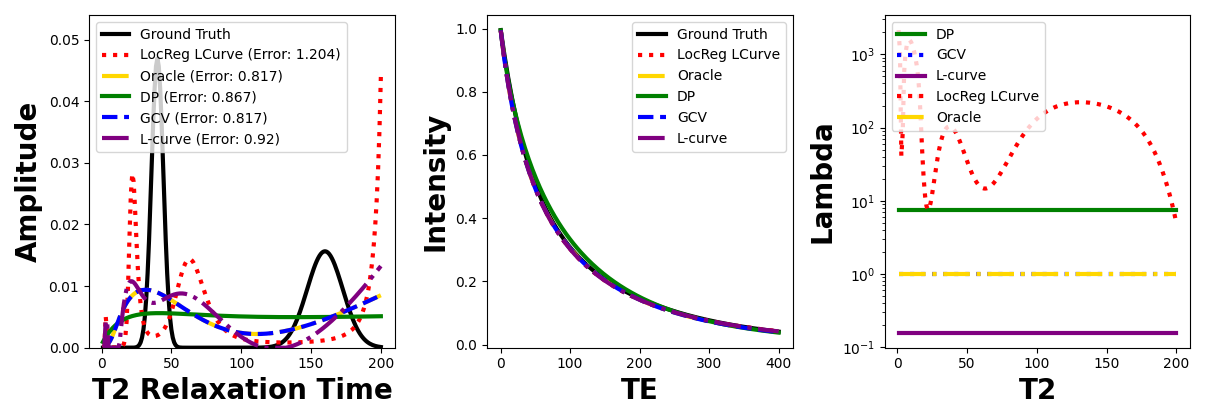 Amplitude
0.05
0.04
0.03
0.02
0.01
0.00
Ground Truth
LocReg LCurve (Error: 1.204)
Oracle (Error: 0.817)
DP (Error: 0.867)
GCV (Error: 0.817)
L-curve (Error: 0.92)
0 50 100 150 200
T2 Relaxation Time
Intensity
1.0
0.8
0.6
0.4
0.2
0.0
Ground Truth
LocReg LCurve
Oracle
DP
GCV
L-curve
0 100 200 300 400
TE
Lambda
10³
10²
10¹
10⁰
10⁻¹
DP
GCV
L-curve
LocReg LCurve
Oracle
0 50 100 150 200
T2